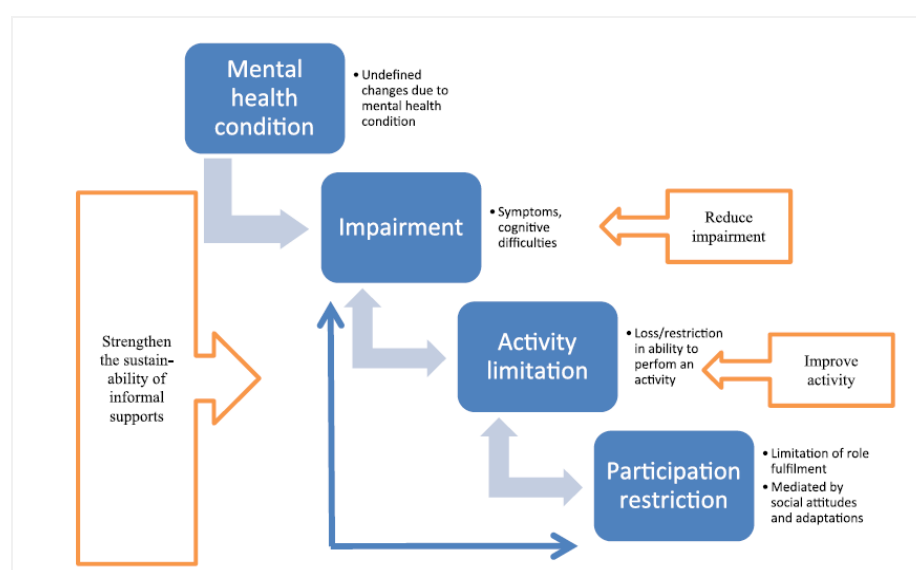 Mental
health
condition
• Undefined
changes due to
mental health
condition
Impairment
• Symptoms,
cognitive
difficulties
Reduce
impairment
Strengthen
the sustain-
ability of
informal
supports
Activity
limitation
• Loss/restriction
in ability to
perfom an
activity
Improve
activity
Participation
restriction
• Limitation of role
fulfilment
• Mediated by
social attitudes
and adaptations